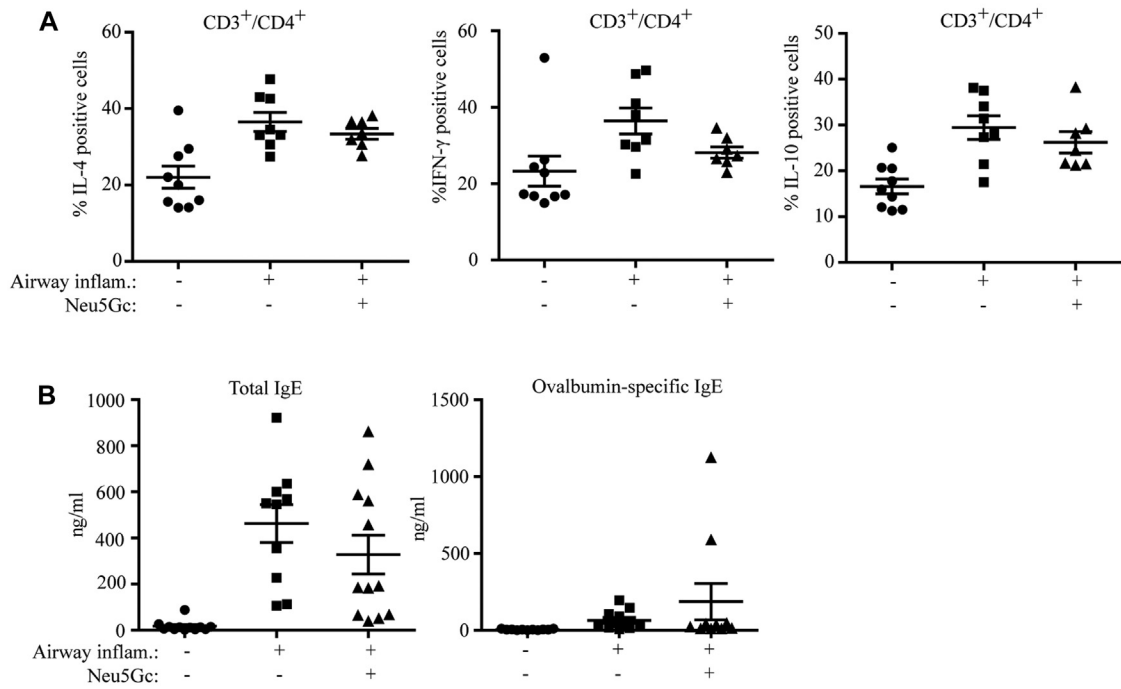 A
CD3+/CD4+
CD3+/CD4+
CD3+/CD4+
% IL-4 positive cells
60
40
20
0
%IFN-γ positive cells
60
40
20
0
% IL-10 positive cells
50
40
30
20
10
0
Airway inflam.: - + +
Neu5Gc: - - +
- + +
- - +
- + +
- - +
B
Total IgE
Ovalbumin-specific IgE
ng/ml
1000
800
600
400
200
0
ng/ml
1500
1000
500
0
Airway inflam.: - + +
Neu5Gc: - - +
- + +
- - +